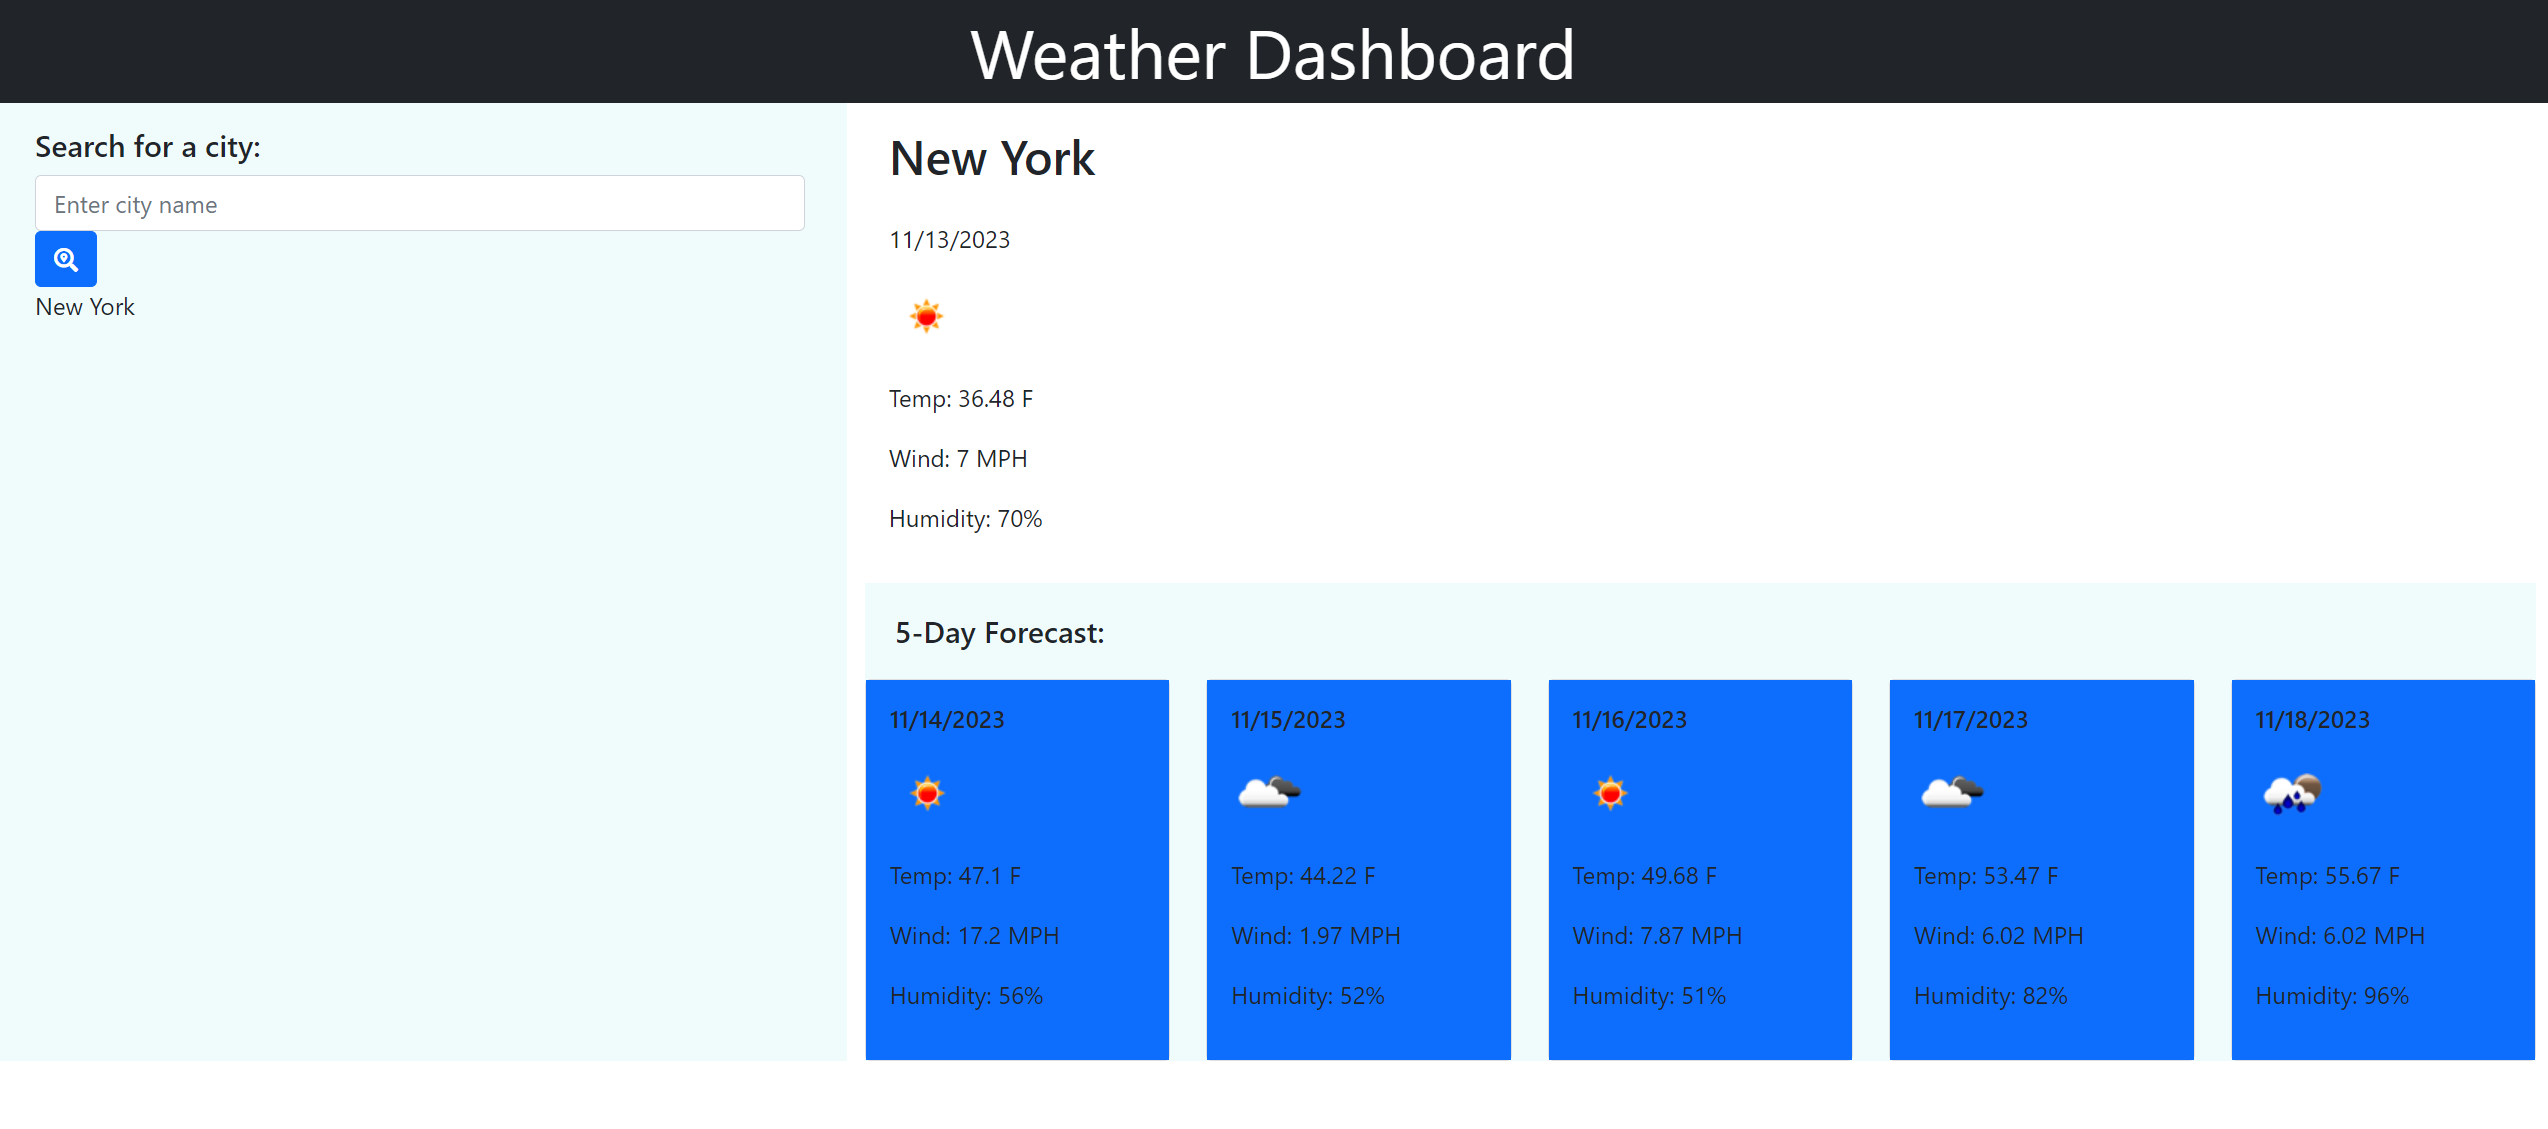 Weather Dashboard
Search for a city:
Enter city name
New York
New York
11/13/2023
Temp: 36.48 F
Wind: 7 MPH
Humidity: 70%
5-Day Forecast:
11/14/2023
Temp: 47.1 F
Wind: 17.2 MPH
Humidity: 56%
11/15/2023
Temp: 44.22 F
Wind: 1.97 MPH
Humidity: 52%
11/16/2023
Temp: 49.68 F
Wind: 7.87 MPH
Humidity: 51%
11/17/2023
Temp: 53.47 F
Wind: 6.02 MPH
Humidity: 82%
11/18/2023
Temp: 55.67 F
Wind: 6.02 MPH
Humidity: 96%